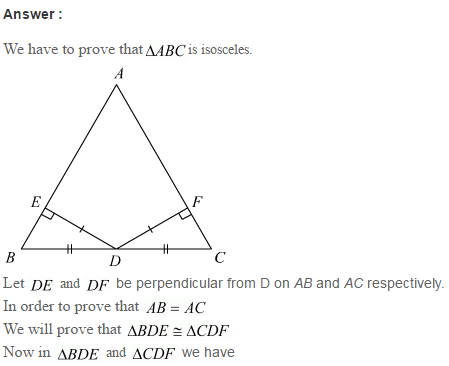 Answer :
We have to prove that ΔABC is isosceles.
A
E
F
B
D
C
Let DE and DF be perpendicular from D on AB and AC respectively.
In order to prove that AB = AC
We will prove that ΔBDE ≅ ΔCDF
Now in ΔBDE and ΔCDF we have